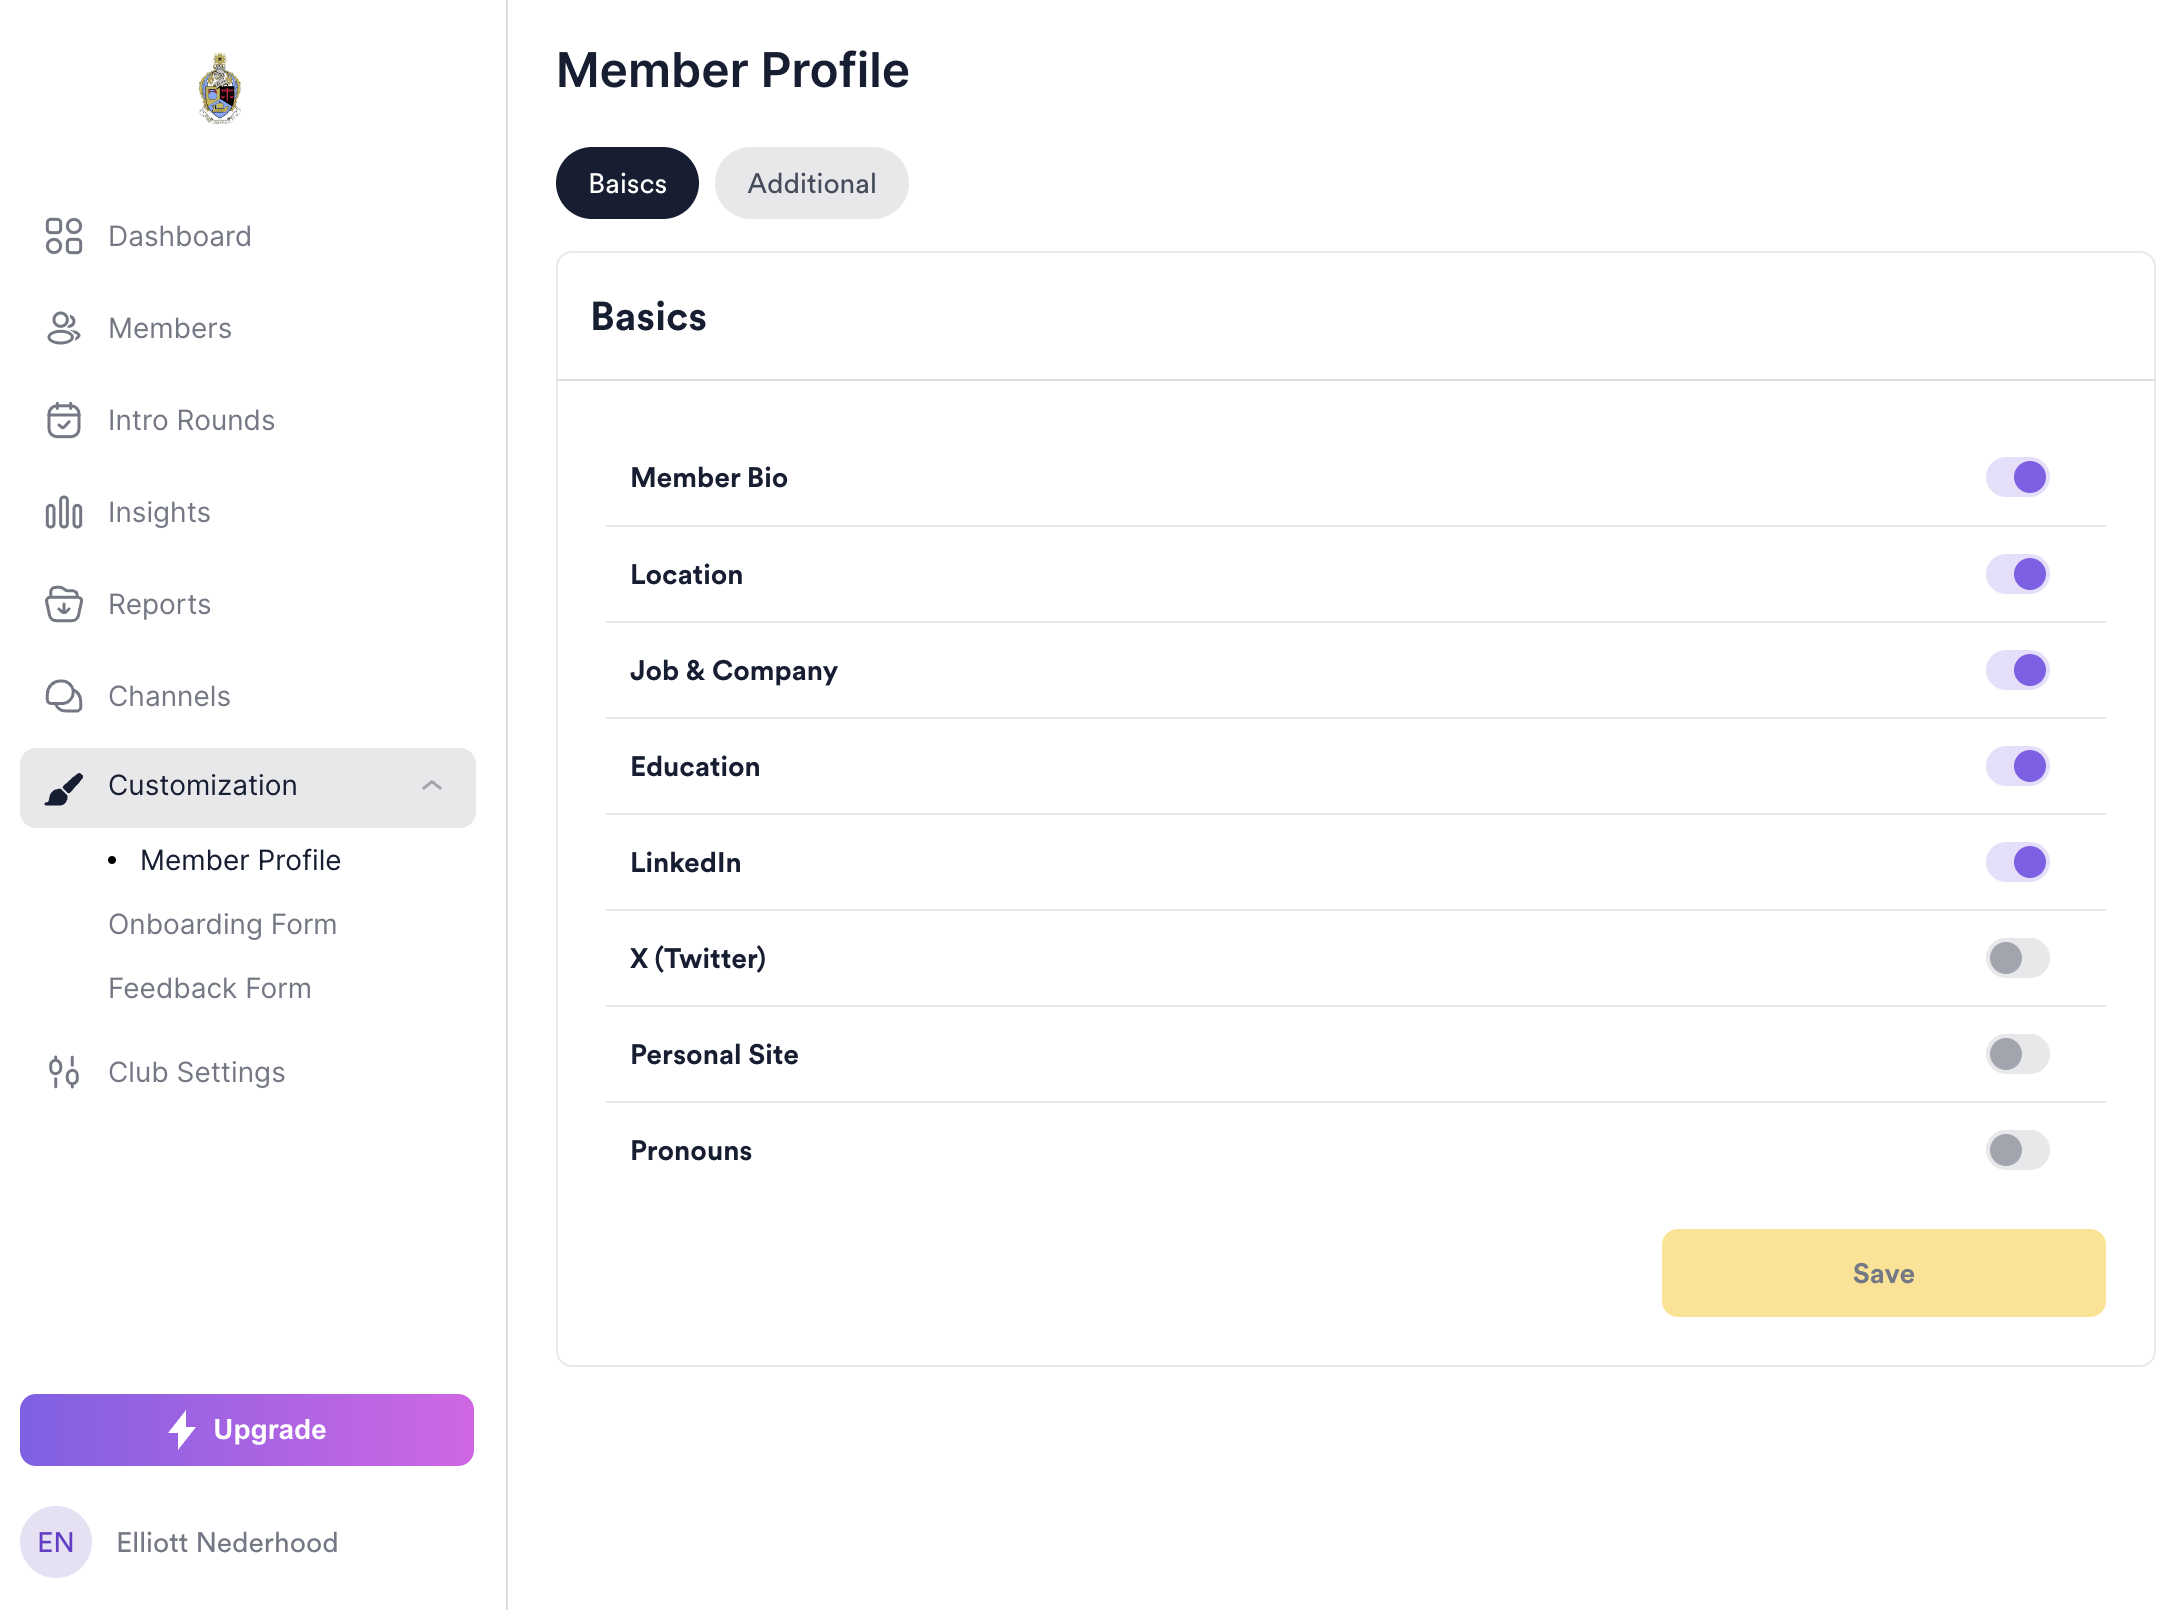 Dashboard
Members
Intro Rounds
Insights
Reports
Channels
Customization
Member Profile
Onboarding Form
Feedback Form
Club Settings
Upgrade
EN
Elliott Nederhood
Member Profile
Baiscs
Additional
Basics
Member Bio
Location
Job & Company
Education
LinkedIn
X (Twitter)
Personal Site
Pronouns
Save